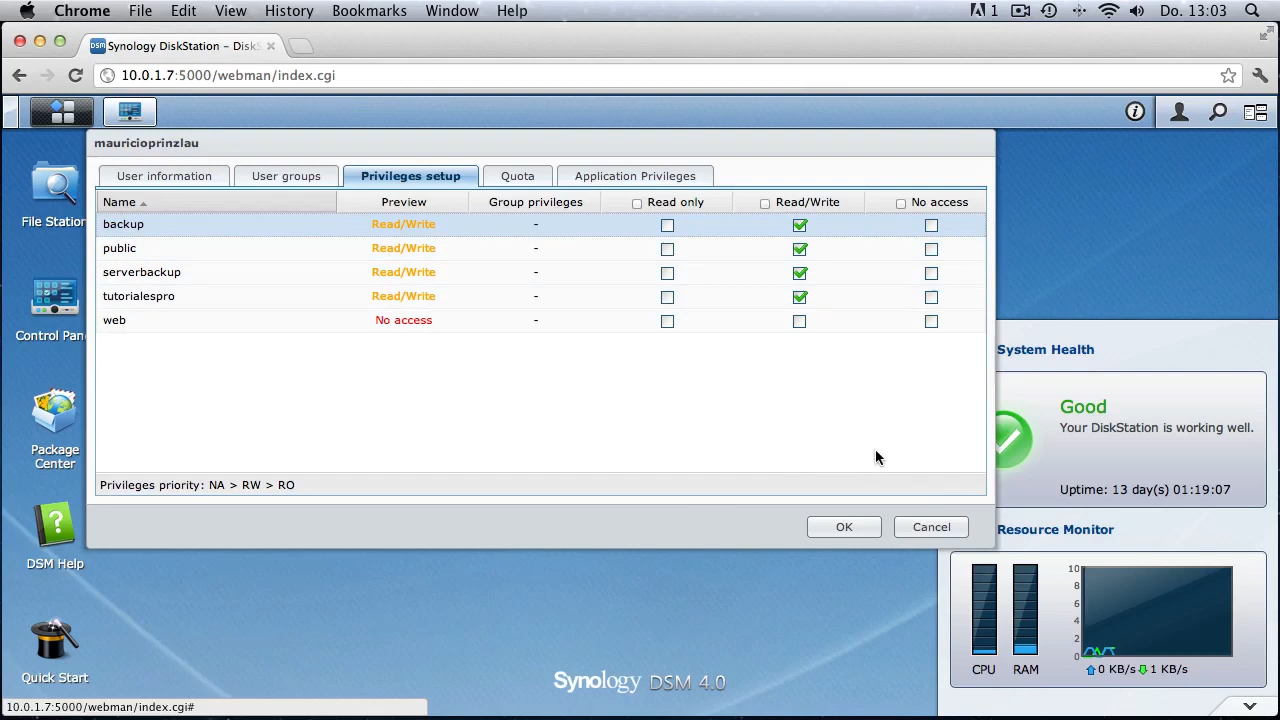 Chrome File Edit View History Bookmarks Window Help 1 Do. 13:03
DSM Synology DiskStation – DiskS
10.0.1.7:5000/webman/index.cgi
mauricioprinzlau
User information User groups Privileges setup Quota Application Privileges
Name Preview Group privileges Read only Read/Write No access
backup Read/Write -
public Read/Write -
serverbackup Read/Write -
tutorialespro Read/Write -
web No access -
Privileges priority: NA > RW > RO
OK Cancel
File Station
Control Pane
Package
Center
DSM Help
Quick Start
System Health
Good
Your DiskStation is working well.
Uptime: 13 day(s) 01:19:07
Resource Monitor
10
8
6
4
2
0
CPU RAM 0 KB/s 1 KB/s
Synology DSM 4.0
10.0.1.7:5000/webman/index.cgi#